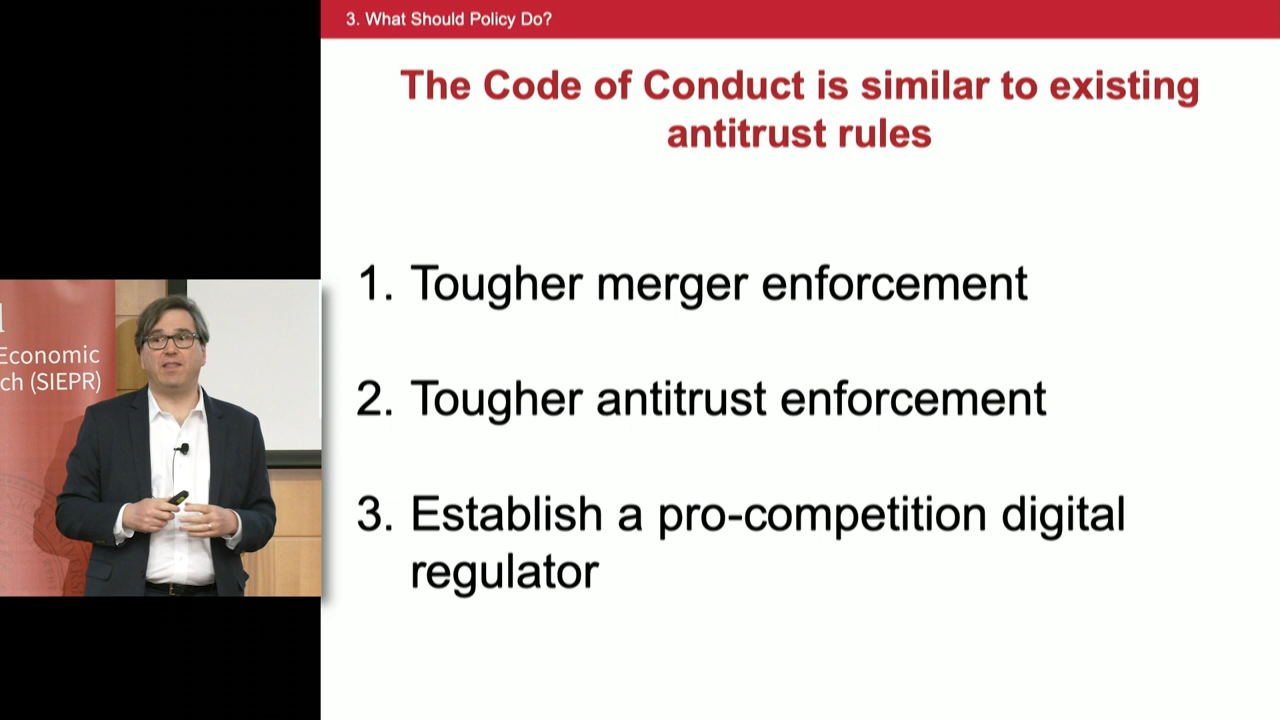 3. What Should Policy Do?
The Code of Conduct is similar to existing
antitrust rules
1. Tougher merger enforcement
2. Tougher antitrust enforcement
3. Establish a pro-competition digital
regulator
Economic
ch (SIEPR)